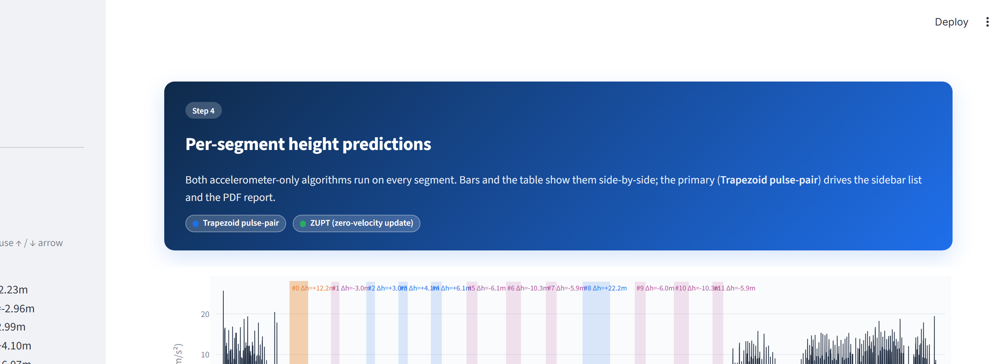 Deploy
Step 4
Per-segment height predictions
Both accelerometer-only algorithms run on every segment. Bars and the table show them side-by-side; the primary (Trapezoid pulse-pair) drives the sidebar list
and the PDF report.
Trapezoid pulse-pair
ZUPT (zero-velocity update)
use ↑ / ↓ arrow
2.23m
=-2.96m
2.99m
4.10m
#0 Δh=+12.2m
#1 Δh=-3.0m
#2 Δh=+3.0m
#3 Δh=+4.1m
#4 Δh=+6.1m
#5 Δh=-6.1m
#6 Δh=-10.3m
#7 Δh=-5.9m
#8 Δh=+22.2m
#9 Δh=-6.0m
#10 Δh=-10.3m
#11 Δh=-5.9m
20
10
m/s²)